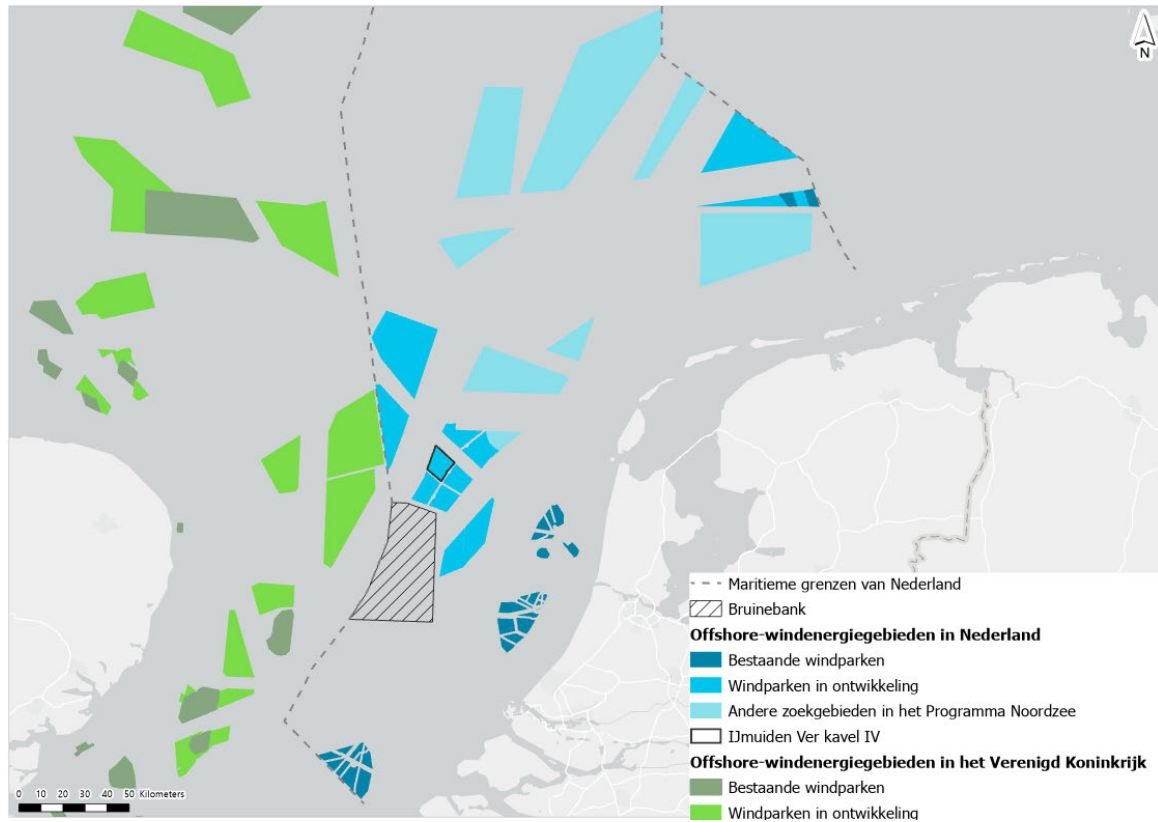 N
Maritieme grenzen van Nederland
Bruinebank
Offshore-windenergiegebieden in Nederland
Bestaande windparken
Windparken in ontwikkeling
Andere zoekgebieden in het Programma Noordzee
IJmuiden Ver kavel IV
Offshore-windenergiegebieden in het Verenigd Koninkrijk
Bestaande windparken
Windparken in ontwikkeling
0 10 20 30 40 50 Kilometers